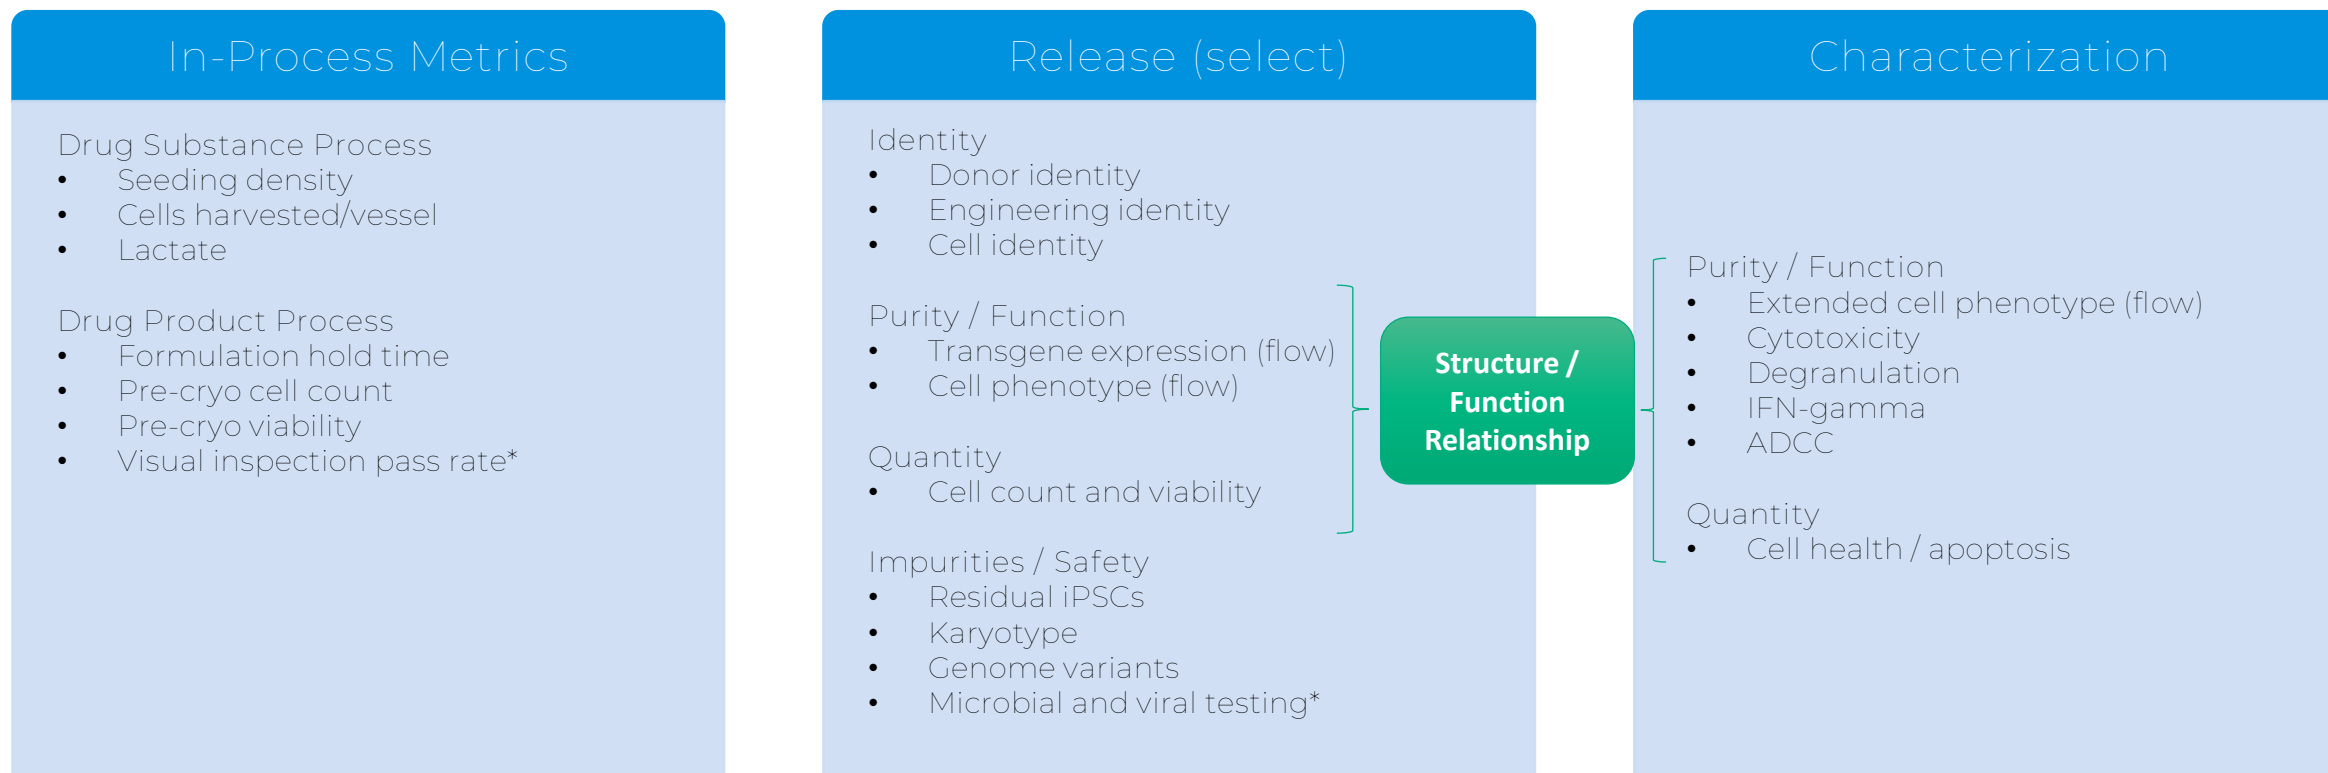 In-Process Metrics
Drug Substance Process
• Seeding density
• Cells harvested/vessel
• Lactate
Drug Product Process
• Formulation hold time
• Pre-cryo cell count
• Pre-cryo viability
• Visual inspection pass rate*
Release (select)
Identity
• Donor identity
• Engineering identity
• Cell identity
Purity / Function
• Transgene expression (flow)
• Cell phenotype (flow)
Quantity
• Cell count and viability
Impurities / Safety
• Residual iPSCs
• Karyotype
• Genome variants
• Microbial and viral testing*
Structure /
Function
Relationship
Characterization
Purity / Function
• Extended cell phenotype (flow)
• Cytotoxicity
• Degranulation
• IFN-gamma
• ADCC
Quantity
• Cell health / apoptosis